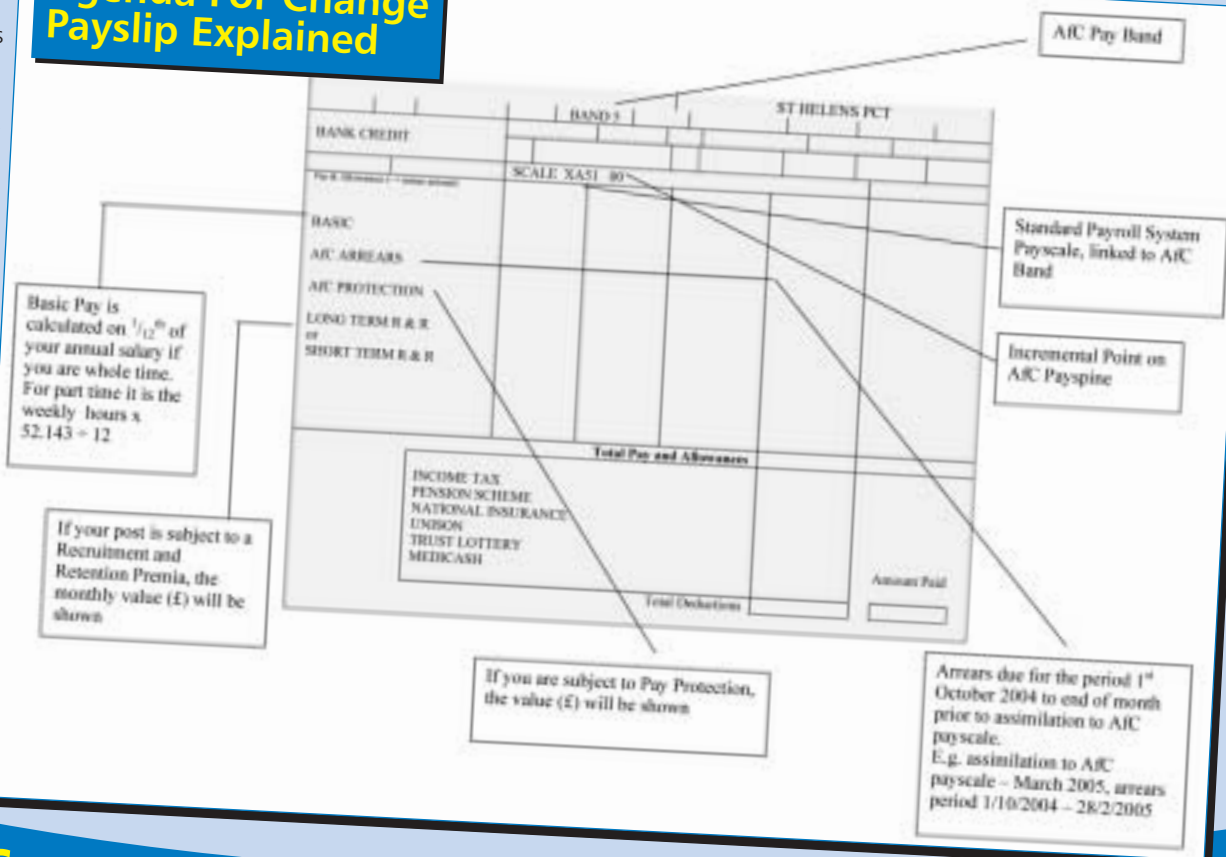 Agenda For Change
Payslip Explained
s
AfC Pay Band
BAND 5
ST HELENS PCT
BANK CREDIT
SCALE XA51 00
BASIC
AfC ARREARS
AfC PROTECTION
LONG TERM R & R
or
SHORT TERM R & R
Standard Payroll System
Payscale, linked to AfC
Band
Incremental Point on
AfC Payspine
Basic Pay is
calculated on 1/12th of
your annual salary if
you are whole time.
For part time it is the
weekly hours x
52.143 ÷ 12
If your post is subject to a
Recruitment and
Retention Premia, the
monthly value (£) will be
shown
Total Pay and Allowances
INCOME TAX
PENSION SCHEME
NATIONAL INSURANCE
UNISON
TRUST LOTTERY
MEDICASH
Amount Paid
Total Deductions
If you are subject to Pay Protection,
the value (£) will be shown
Arrears due for the period 1st
October 2004 to end of month
prior to assimilation to AfC
payscale.
E.g. assimilation to AfC
payscale – March 2005, arrears
period 1/10/2004 – 28/2/2005